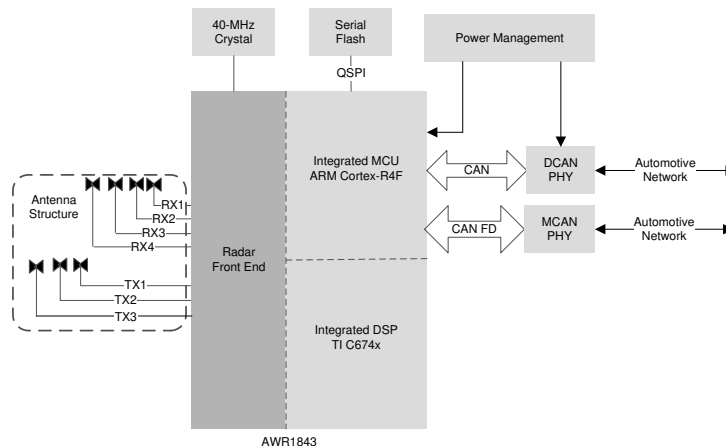 40-MHz
Crystal
Serial
Flash
Power Management
QSPI
Integrated MCU
ARM Cortex-R4F
CAN
DCAN
PHY
Automotive
Network
Antenna
Structure
RX1
RX2
RX3
RX4
CAN FD
MCAN
PHY
Automotive
Network
Radar
Front End
TX1
TX2
TX3
Integrated DSP
TI C674x
AWR1843